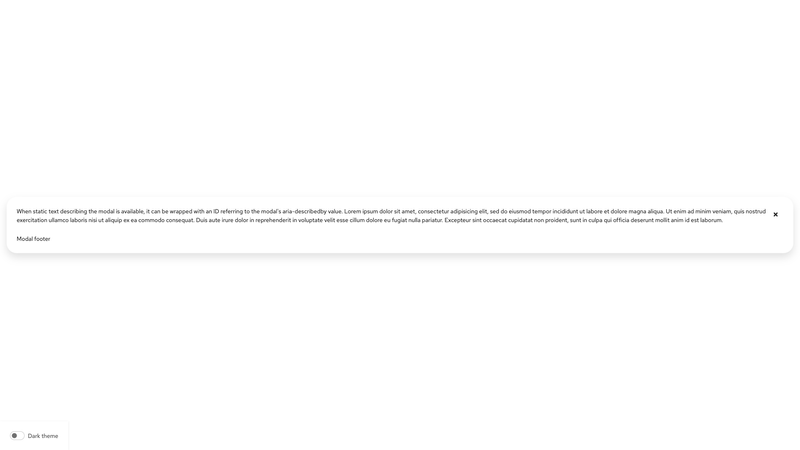 When static text describing the modal is available, it can be wrapped with an ID referring to the modal's aria-describedby value. Lorem ipsum dolor sit amet, consectetur adipisicing elit, sed do eiusmod tempor incididunt ut labore et dolore magna aliqua. Ut enim ad minim veniam, quis nostrud
exercitation ullamco laboris nisi ut aliquip ex ea commodo consequat. Duis aute irure dolor in reprehenderit in voluptate velit esse cillum dolore eu fugiat nulla pariatur. Excepteur sint occaecat cupidatat non proident, sunt in culpa qui officia deserunt mollit anim id est laborum.
Modal footer
Dark theme